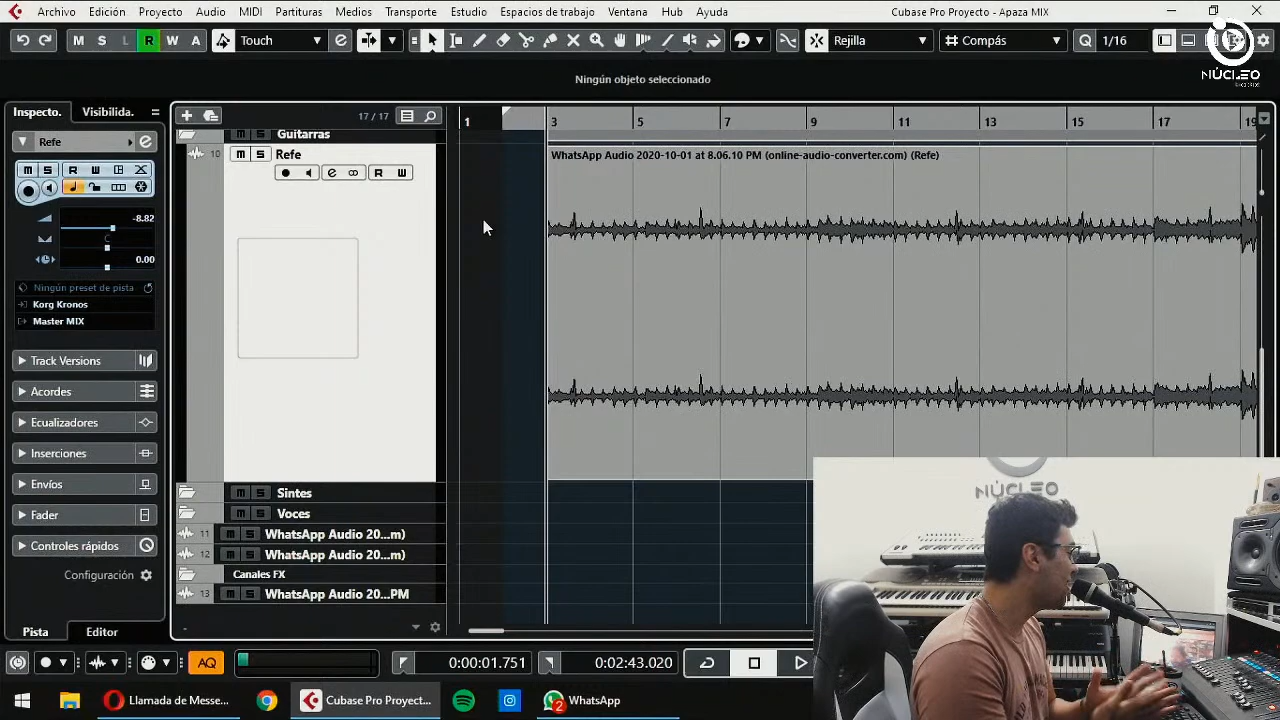 Archivo Edición Proyecto Audio MIDI Partituras Medios Transporte Estudio Espacios de trabajo Ventana Hub Ayuda Cubase Pro Proyecto - Apaza MIX
M S L R W A Touch Rejilla Compás Q 1/16
NÚCLEO
Ningún objeto seleccionado
Inspecto. Visibilida. 17 / 17 1 3 5 7 9 11 13 15 17 19
Refe
M S Guitarras
10 M S Refe
WhatsApp Audio 2020-10-01 at 8.06.10 PM (online-audio-converter.com) (Refe)
M S R W
R W
-8.82
C
0.00
Ningún preset de pista
Korg Kronos
Master MIX
Track Versions
Acordes
Ecualizadores
Inserciones
Envíos
Fader
Controles rápidos
Configuración
Pista Editor
M S Sintes
M S Voces
11 M S WhatsApp Audio 20...m)
12 M S WhatsApp Audio 20...m)
Canales FX
13 M S WhatsApp Audio 20...PM
NÚCLEO
AQ 0:00:01.751 0:02:43.020
Llamada de Messe... Cubase Pro Proyect... 2 WhatsApp